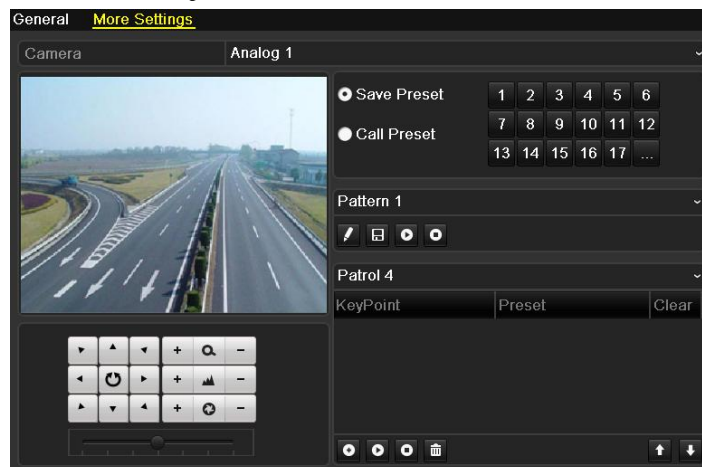 General More Settings
Camera Analog 1
Save Preset 1 2 3 4 5 6
Call Preset 7 8 9 10 11 12
13 14 15 16 17 ...
Pattern 1
Patrol 4
KeyPoint Preset Clear